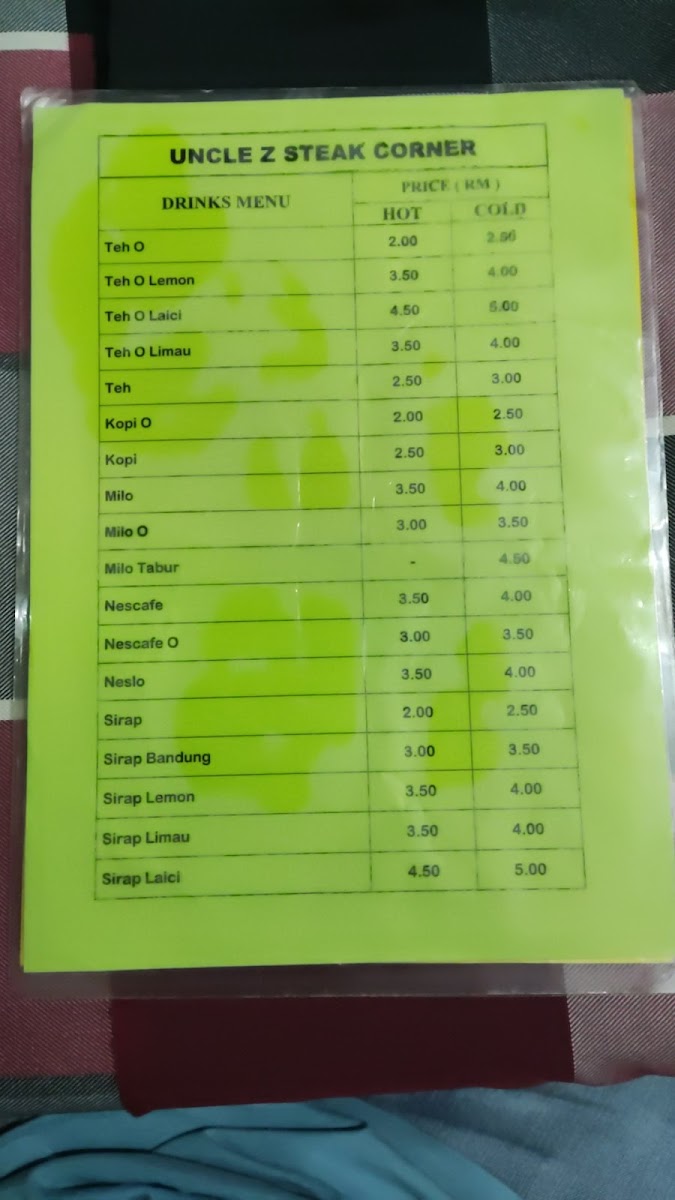 UNCLE Z STEAK CORNER
DRINKS MENU PRICE ( RM )
HOT COLD
Teh O 2.00 2.50
Teh O Lemon 3.50 4.00
Teh O Laici 4.50 5.00
Teh O Limau 3.50 4.00
Teh 2.50 3.00
Kopi O 2.00 2.50
Kopi 2.50 3.00
Milo 3.50 4.00
Milo O 3.00 3.50
Milo Tabur - 4.50
Nescafe 3.50 4.00
Nescafe O 3.00 3.50
Neslo 3.50 4.00
Sirap 2.00 2.50
Sirap Bandung 3.00 3.50
Sirap Lemon 3.50 4.00
Sirap Limau 3.50 4.00
Sirap Laici 4.50 5.00